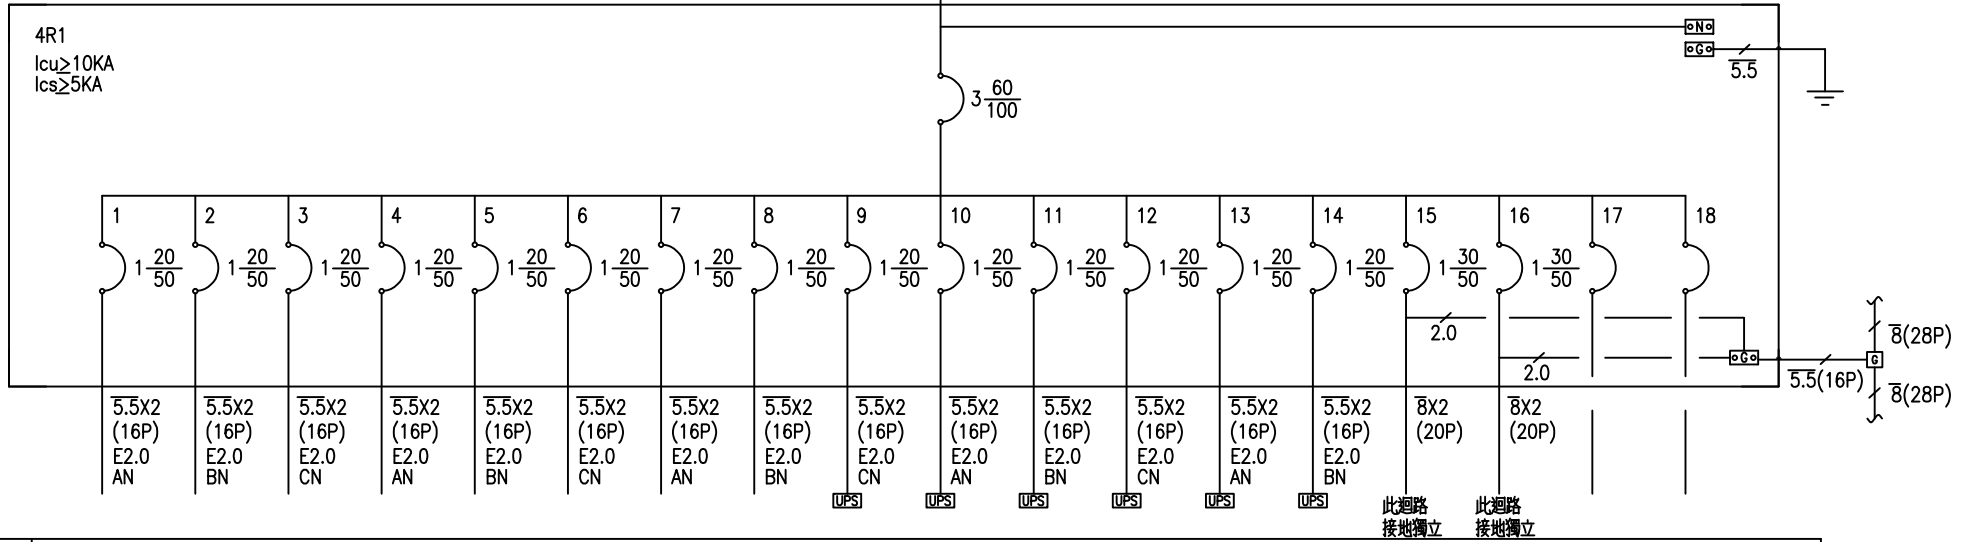 4R1
Icu≥10KA
Ics≥5KA
N
G
5.5
3 60/100
1 2 3 4 5 6 7 8 9 10 11 12 13 14 15 16 17 18
1 20/50 1 20/50 1 20/50 1 20/50 1 20/50 1 20/50 1 20/50 1 20/50 1 20/50 1 20/50 1 20/50 1 20/50 1 20/50 1 20/50 1 30/50 1 30/50
2.0
2.0
G
5.5(16P)
8(28P)
G
8(28P)
5.5X2 5.5X2 5.5X2 5.5X2 5.5X2 5.5X2 5.5X2 5.5X2 5.5X2 5.5X2 5.5X2 5.5X2 5.5X2 5.5X2 8X2 8X2
(16P) (16P) (16P) (16P) (16P) (16P) (16P) (16P) (16P) (16P) (16P) (16P) (16P) (16P) (20P) (20P)
E2.0 E2.0 E2.0 E2.0 E2.0 E2.0 E2.0 E2.0 E2.0 E2.0 E2.0 E2.0 E2.0 E2.0
AN BN CN AN BN CN AN BN CN AN BN CN AN BN
UPS UPS UPS UPS UPS UPS
此迴路 此迴路
接地獨立 接地獨立